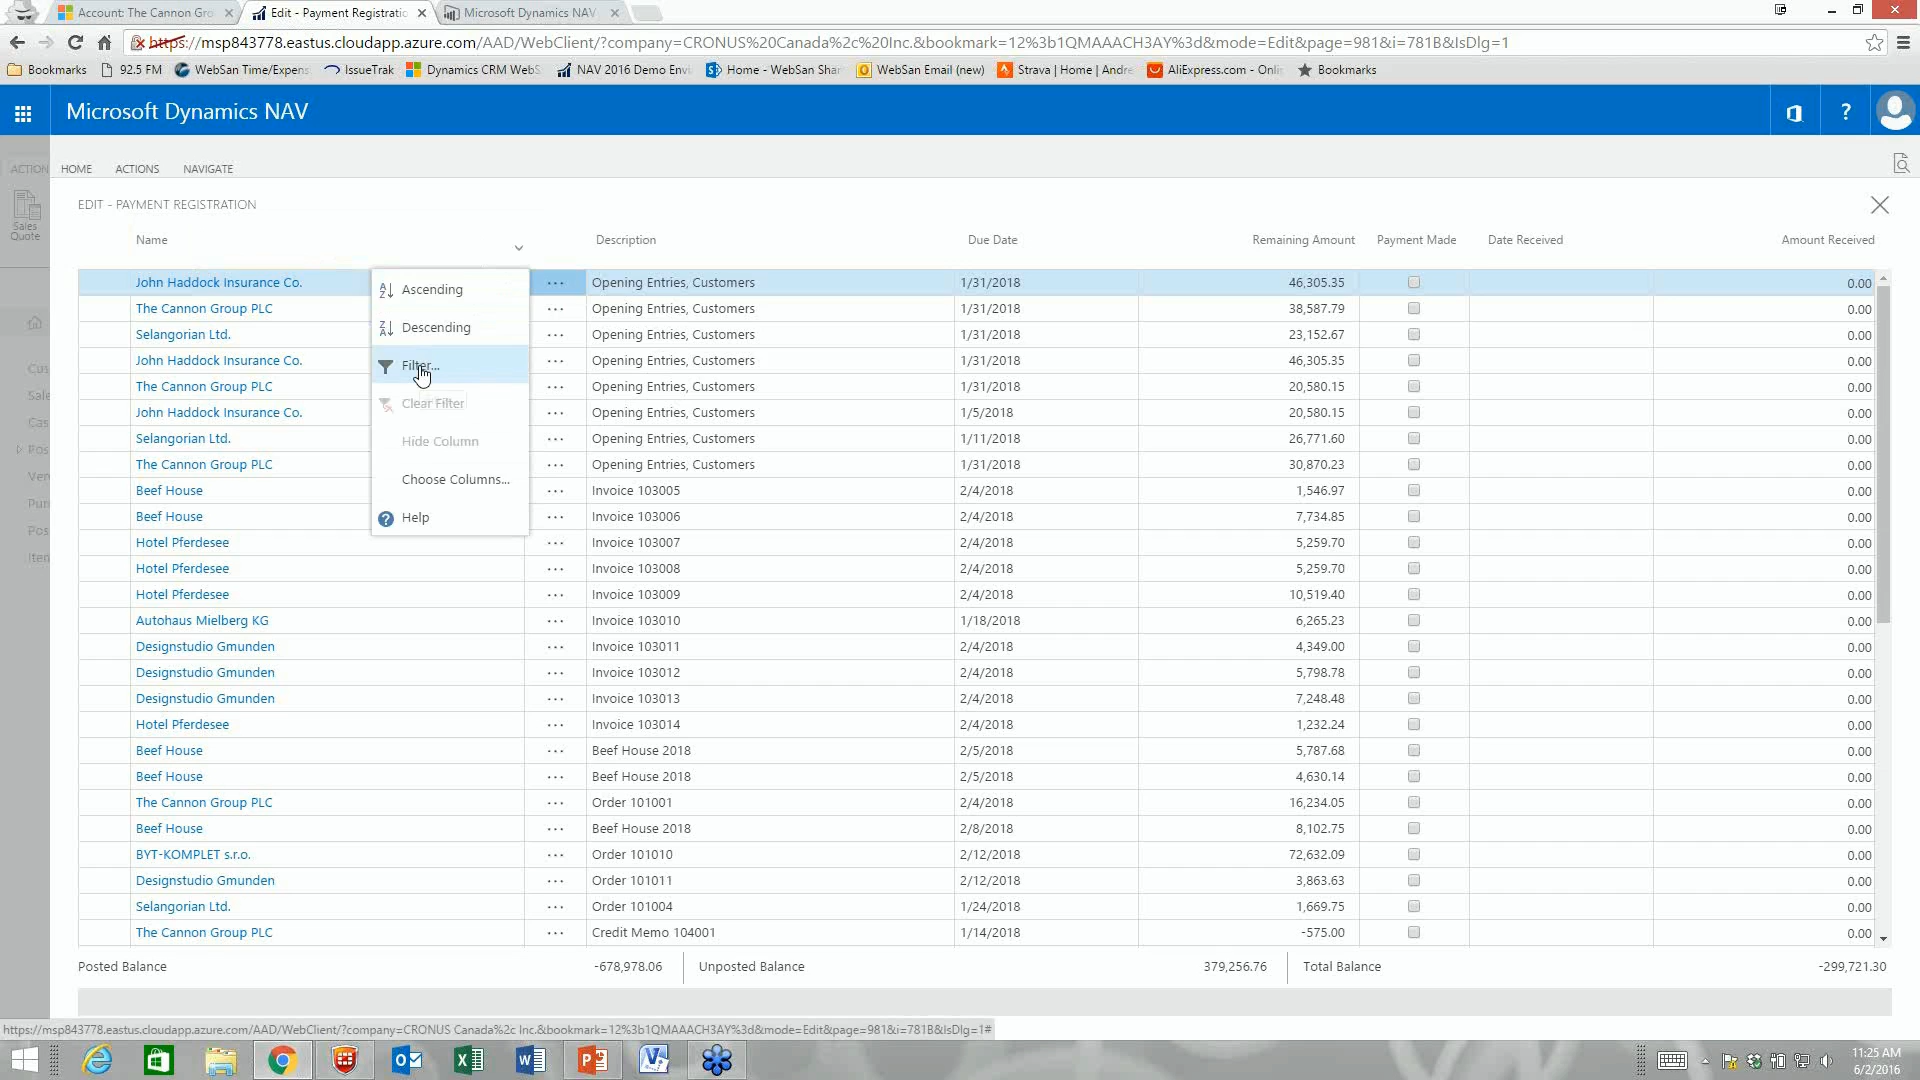 Account: The Cannon Gro
Edit - Payment Registratio
Microsoft Dynamics NAV
https://msp843778.eastus.cloudapp.azure.com/AAD/WebClient/?company=CRONUS%20Canada%2c%20Inc.&bookmark=12%3b1QMAAACH3AY%3d&mode=Edit&page=981&i=781B&IsDlg=1
Bookmarks 92.5 FM WebSan Time/Expens IssueTrak Dynamics CRM WebS NAV 2016 Demo Envi Home - WebSan Shar WebSan Email (new) Strava | Home | Andre AliExpress.com - Onli Bookmarks
Microsoft Dynamics NAV ?
ACTION HOME ACTIONS NAVIGATE
Sales
Quote
EDIT - PAYMENT REGISTRATION
Name Description Due Date Remaining Amount Payment Made Date Received Amount Received
John Haddock Insurance Co. ··· Opening Entries, Customers 1/31/2018 46,305.35 0.00
The Cannon Group PLC ··· Opening Entries, Customers 1/31/2018 38,587.79 0.00
Selangorian Ltd. ··· Opening Entries, Customers 1/31/2018 23,152.67 0.00
John Haddock Insurance Co. ··· Opening Entries, Customers 1/31/2018 46,305.35 0.00
The Cannon Group PLC ··· Opening Entries, Customers 1/31/2018 20,580.15 0.00
John Haddock Insurance Co. ··· Opening Entries, Customers 1/5/2018 20,580.15 0.00
Selangorian Ltd. ··· Opening Entries, Customers 1/11/2018 26,771.60 0.00
The Cannon Group PLC ··· Opening Entries, Customers 1/31/2018 30,870.23 0.00
Beef House ··· Invoice 103005 2/4/2018 1,546.97 0.00
Beef House ··· Invoice 103006 2/4/2018 7,734.85 0.00
Hotel Pferdesee ··· Invoice 103007 2/4/2018 5,259.70 0.00
Hotel Pferdesee ··· Invoice 103008 2/4/2018 5,259.70 0.00
Hotel Pferdesee ··· Invoice 103009 2/4/2018 10,519.40 0.00
Autohaus Mielberg KG ··· Invoice 103010 1/18/2018 6,265.23 0.00
Designstudio Gmunden ··· Invoice 103011 2/4/2018 4,349.00 0.00
Designstudio Gmunden ··· Invoice 103012 2/4/2018 5,798.78 0.00
Designstudio Gmunden ··· Invoice 103013 2/4/2018 7,248.48 0.00
Hotel Pferdesee ··· Invoice 103014 2/4/2018 1,232.24 0.00
Beef House ··· Beef House 2018 2/5/2018 5,787.68 0.00
Beef House ··· Beef House 2018 2/5/2018 4,630.14 0.00
The Cannon Group PLC ··· Order 101001 2/4/2018 16,234.05 0.00
Beef House ··· Beef House 2018 2/8/2018 8,102.75 0.00
BYT-KOMPLET s.r.o. ··· Order 101010 2/12/2018 72,632.09 0.00
Designstudio Gmunden ··· Order 101011 2/12/2018 3,863.63 0.00
Selangorian Ltd. ··· Order 101004 1/24/2018 1,669.75 0.00
The Cannon Group PLC ··· Credit Memo 104001 1/14/2018 -575.00 0.00
Ascending
Descending
Filter...
Clear Filter
Hide Column
Choose Columns...
Help
Cus
Sale
Cas
Pos
Ven
Pur
Pos
Iten
Posted Balance -678,978.06 Unposted Balance 379,256.76 Total Balance -299,721.30
https://msp843778.eastus.cloudapp.azure.com/AAD/WebClient/?company=CRONUS Canada%2c Inc.&bookmark=12%3b1QMAAACH3AY%3d&mode=Edit&page=981&i=781B&IsDlg=1#
11:25 AM
6/2/2016